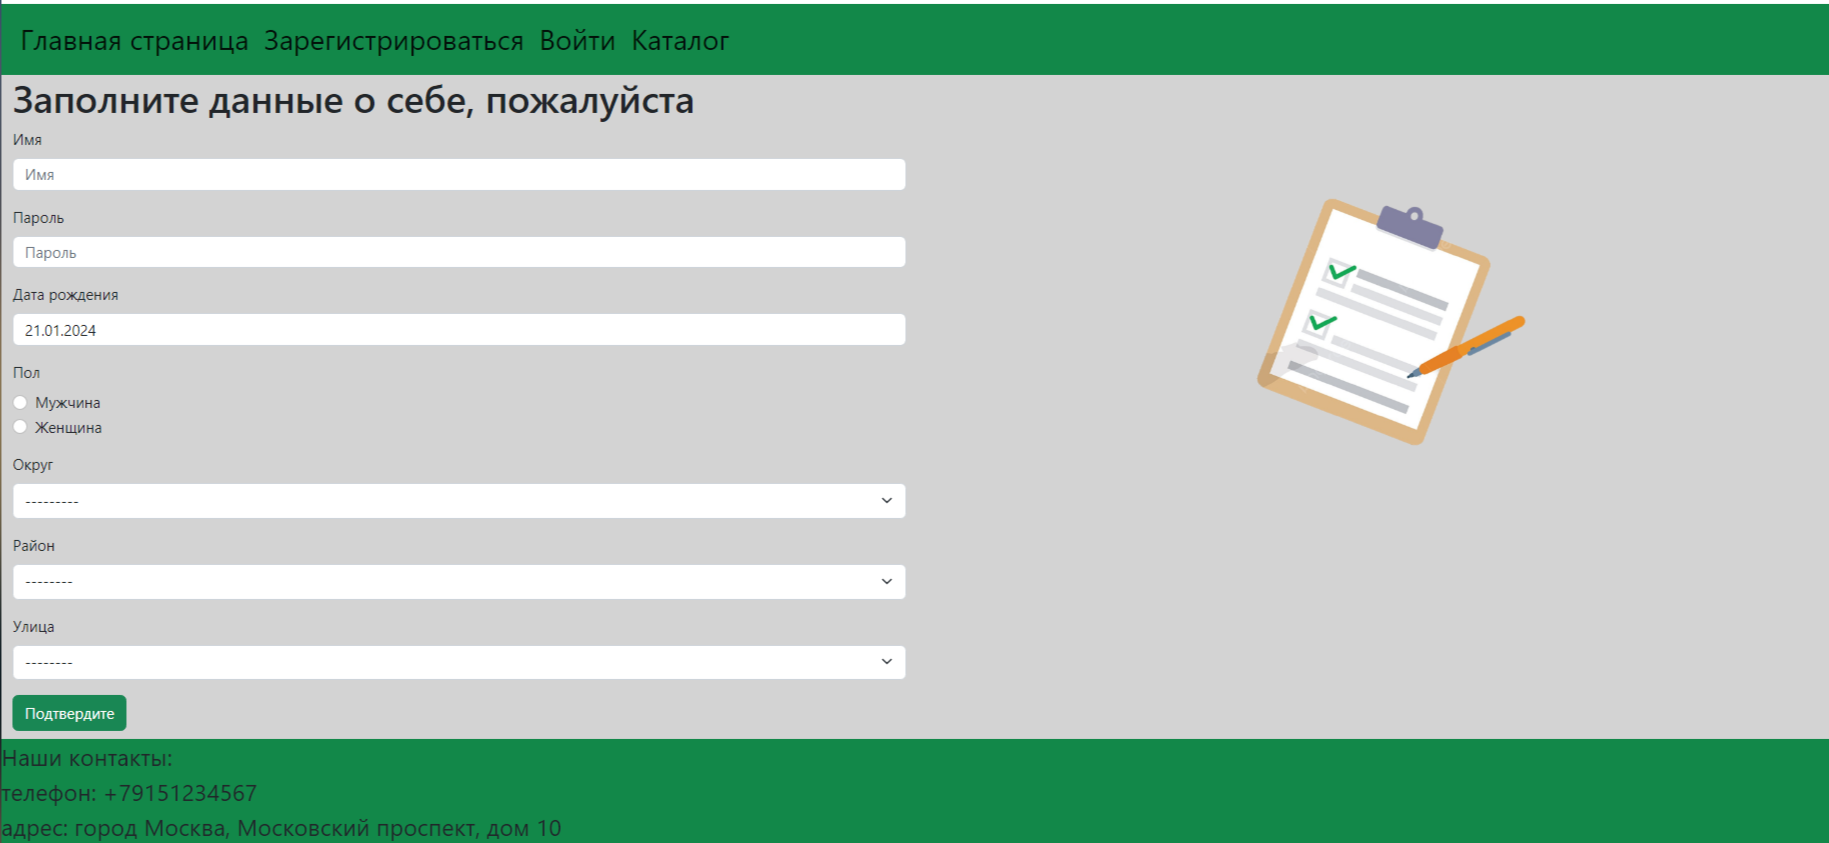 Главная страница Зарегистрироваться Войти Каталог
Заполните данные о себе, пожалуйста
Имя
Имя
Пароль
Пароль
Дата рождения
21.01.2024
Пол
Мужчина
Женщина
Округ
---------
Район
--------
Улица
--------
Подтвердите
Наши контакты:
телефон: +79151234567
адрес: город Москва, Московский проспект, дом 10